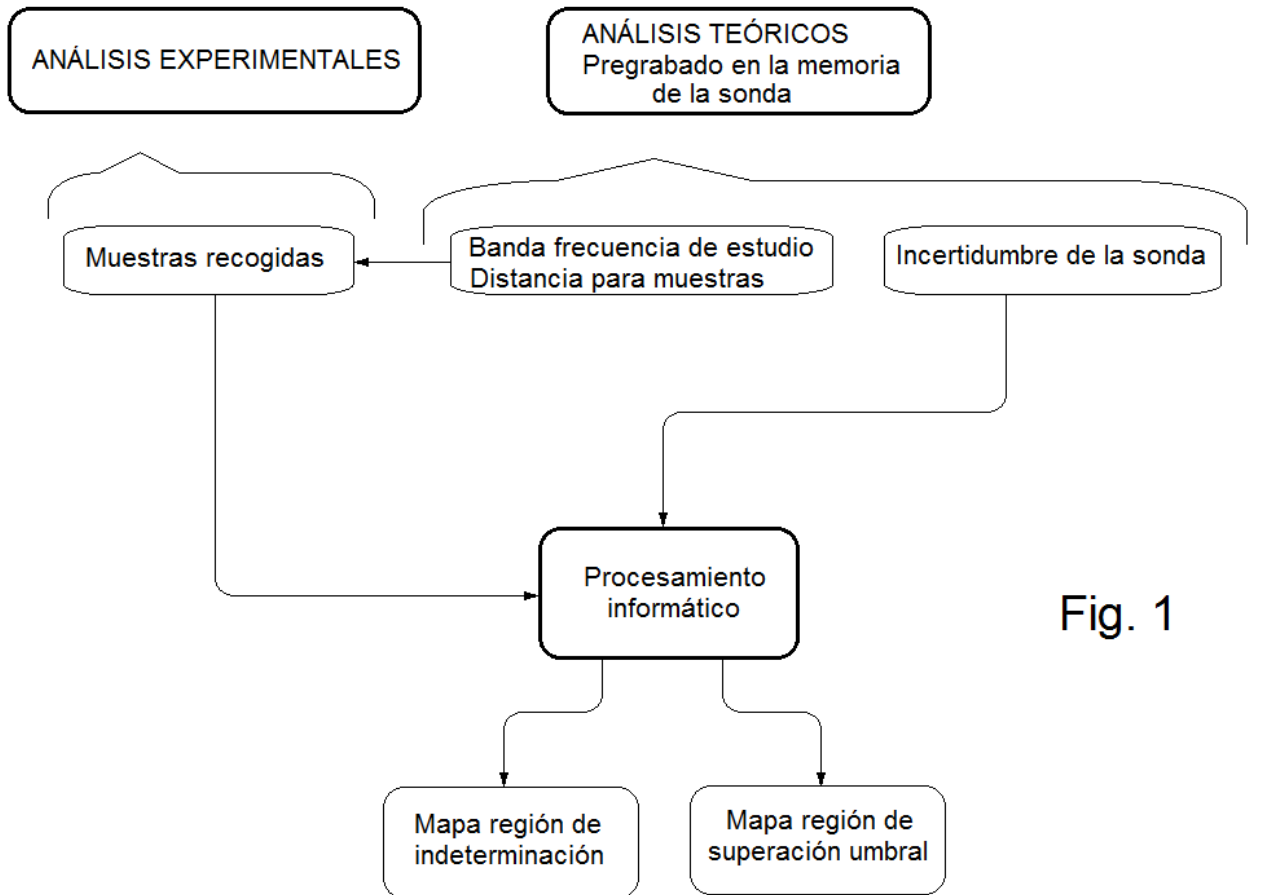 ANÁLISIS EXPERIMENTALES
ANÁLISIS TEÓRICOS
Pregrabado en la memoria
de la sonda
Muestras recogidas
Banda frecuencia de estudio
Distancia para muestras
Incertidumbre de la sonda
Procesamiento
informático
Fig. 1
Mapa región de
indeterminación
Mapa región de
superación umbral